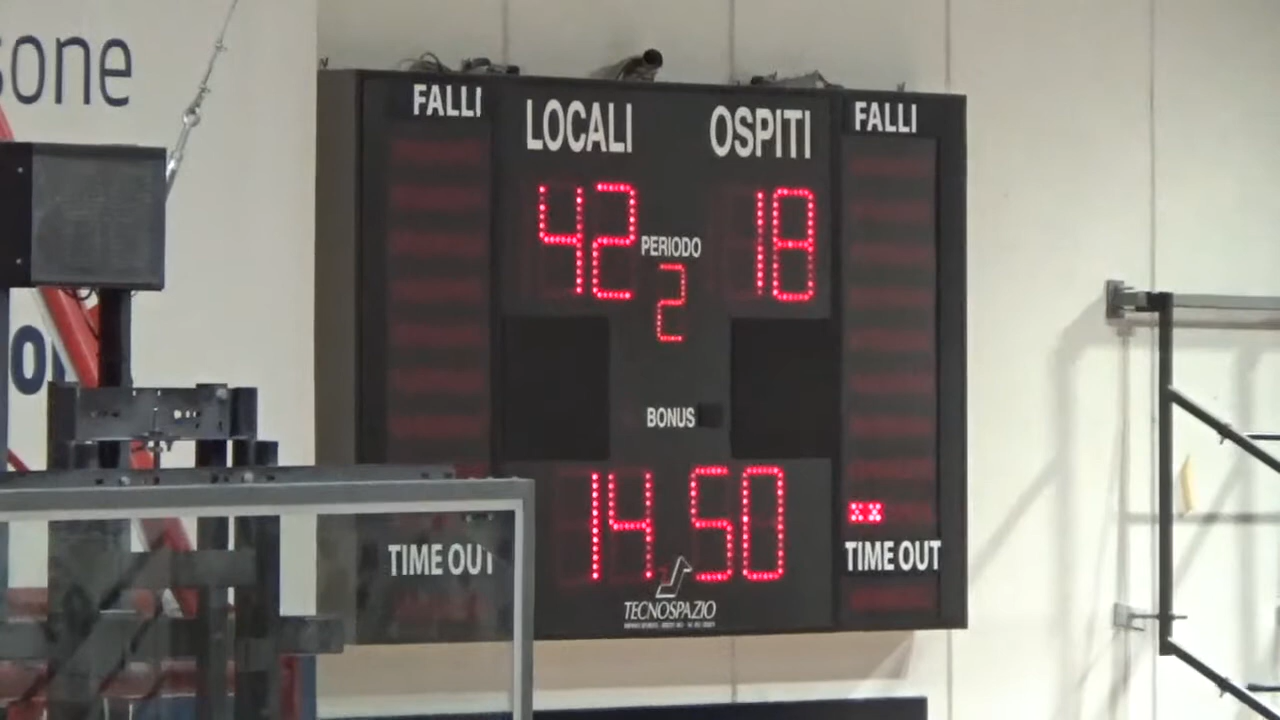 sone
FALLI LOCALI OSPITI FALLI
42 18
PERIODO
2
BONUS
14 50
TIME OUT TIME OUT
TECNOSPAZIO